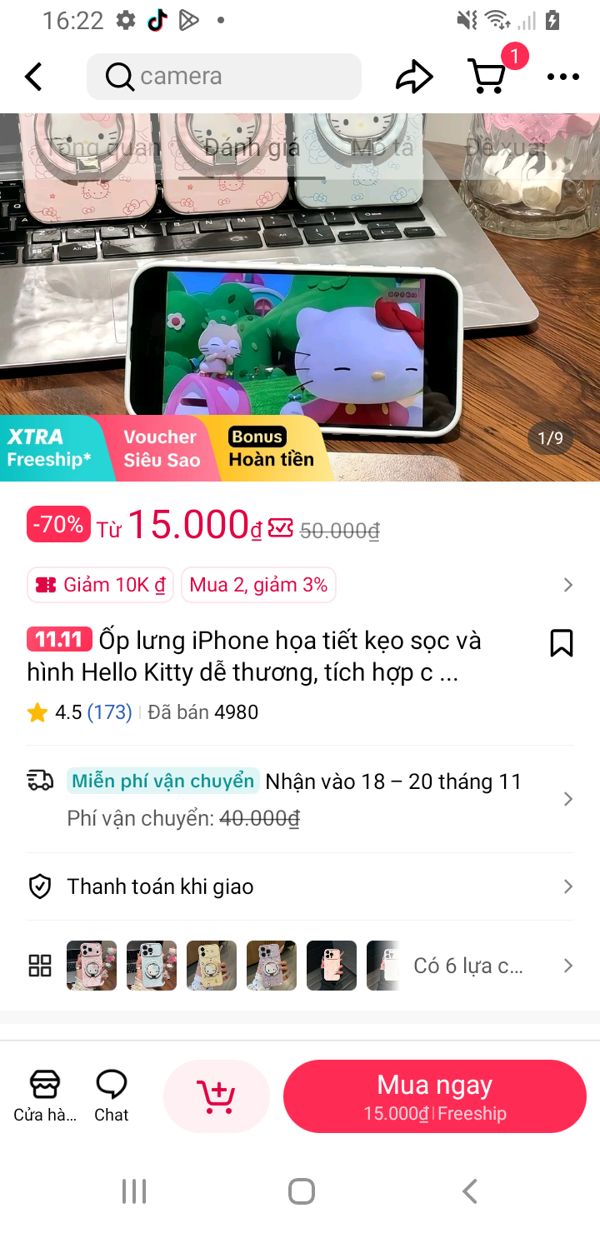 16:22
camera
1
Tổng quan Đánh giá Mô tả Đề xuất
XTRA
Freeship*
Voucher
Siêu Sao
Bonus
Hoàn tiền
1/9
-70% Từ 15.000₫ 50.000₫
Giảm 10K ₫ Mua 2, giảm 3%
11.11 Ốp lưng iPhone họa tiết kẹo sọc và
hình Hello Kitty dễ thương, tích hợp c ...
4.5 (173) Đã bán 4980
Miễn phí vận chuyển Nhận vào 18 – 20 tháng 11
Phí vận chuyển: 40.000₫
Thanh toán khi giao
Có 6 lựa c...
Cửa hà... Chat
Mua ngay
15.000₫ Freeship